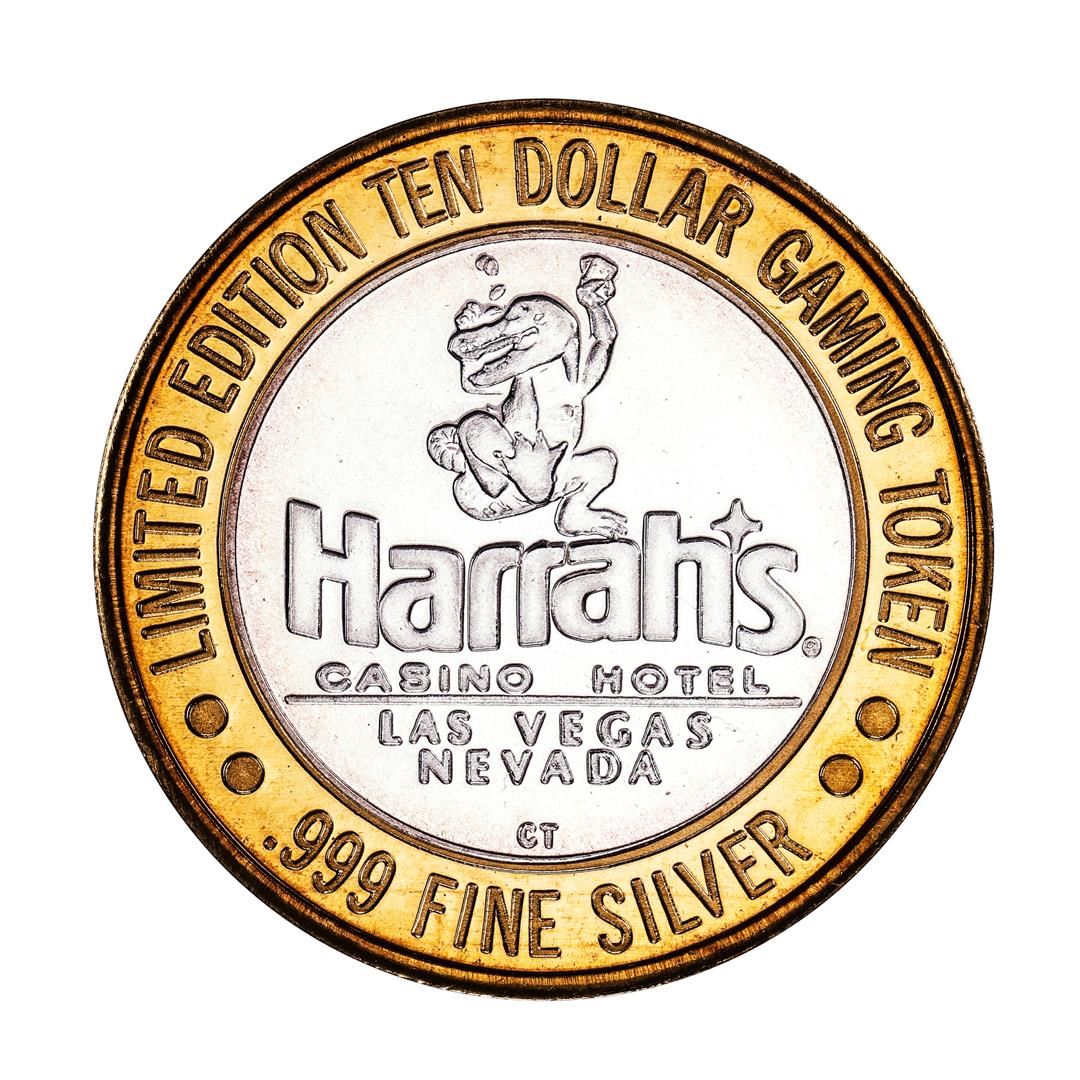 LIMITED EDITION TEN DOLLAR GAMING TOKEN
Harrah's®
CASINO HOTEL
LAS VEGAS
NEVADA
CT
.999 FINE SILVER